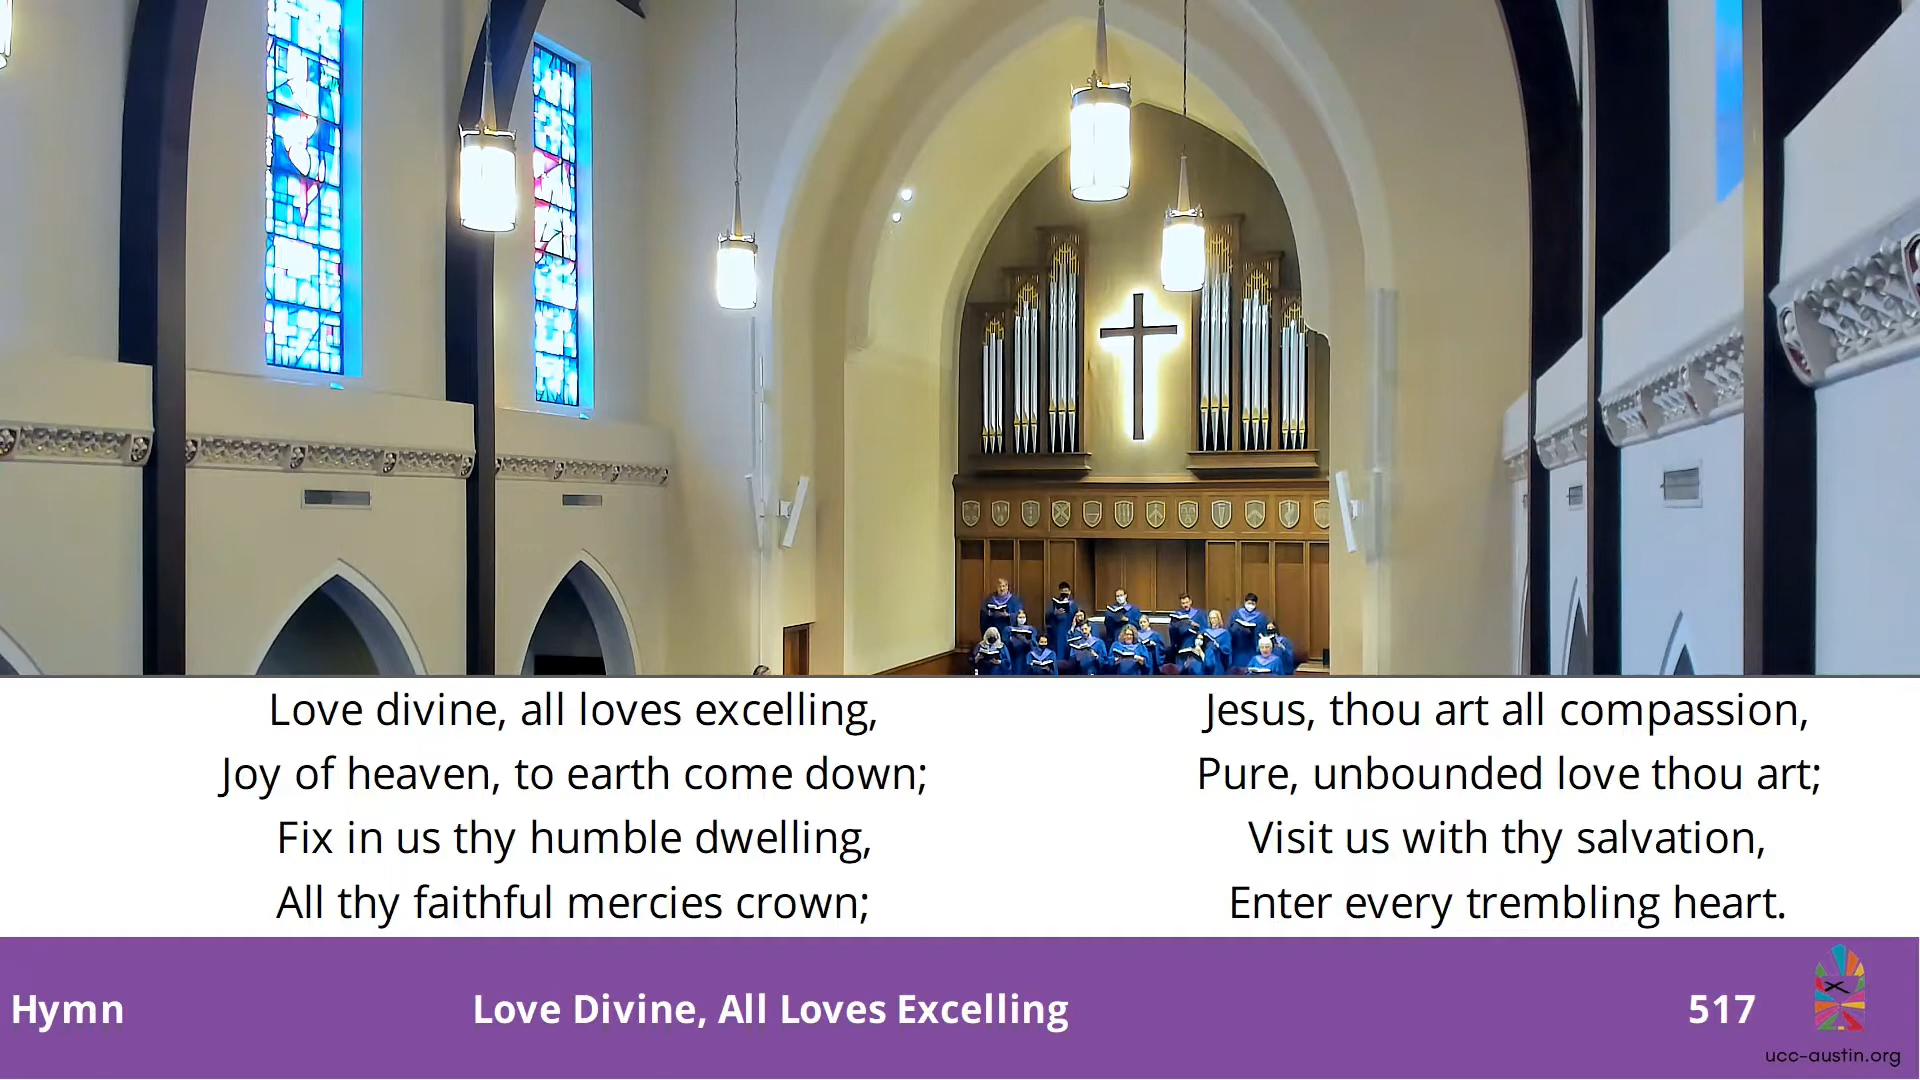 Love divine, all loves excelling,
Joy of heaven, to earth come down;
Fix in us thy humble dwelling,
All thy faithful mercies crown;
Jesus, thou art all compassion,
Pure, unbounded love thou art;
Visit us with thy salvation,
Enter every trembling heart.
Hymn
Love Divine, All Loves Excelling
517
ucc-austin.org